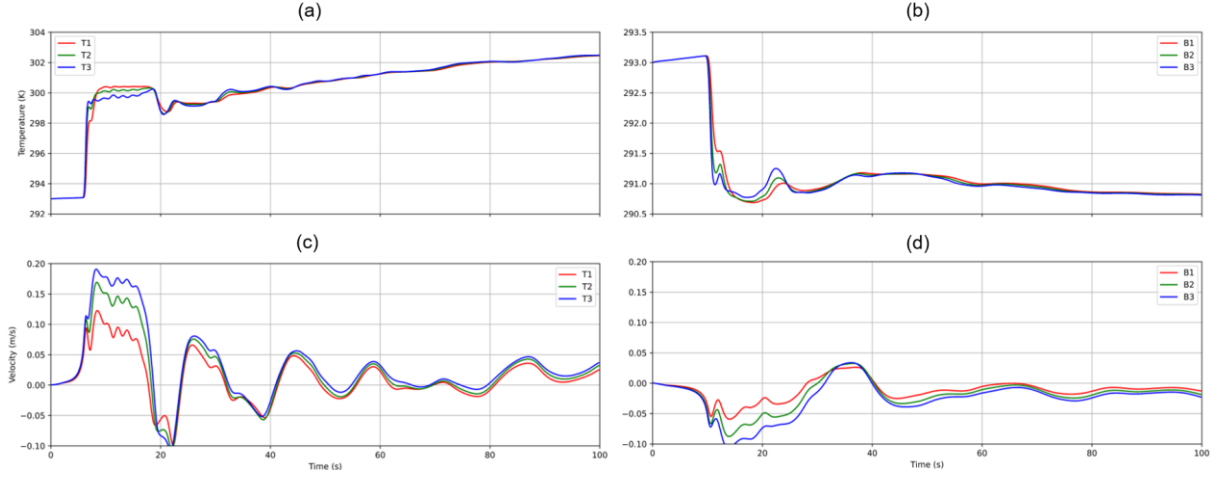 (a)
(b)
304
302
300
298
296
294
292
Temperature (K)
T1
T2
T3
293.5
293.0
292.5
292.0
291.5
291.0
290.5
B1
B2
B3
(c)
(d)
0.20
0.15
0.10
0.05
0.00
−0.05
−0.10
Velocity (m/s)
T1
T2
T3
0
20
40
60
80
100
Time (s)
0.20
0.15
0.10
0.05
0.00
−0.05
−0.10
B1
B2
B3
0
20
40
60
80
100
Time (s)